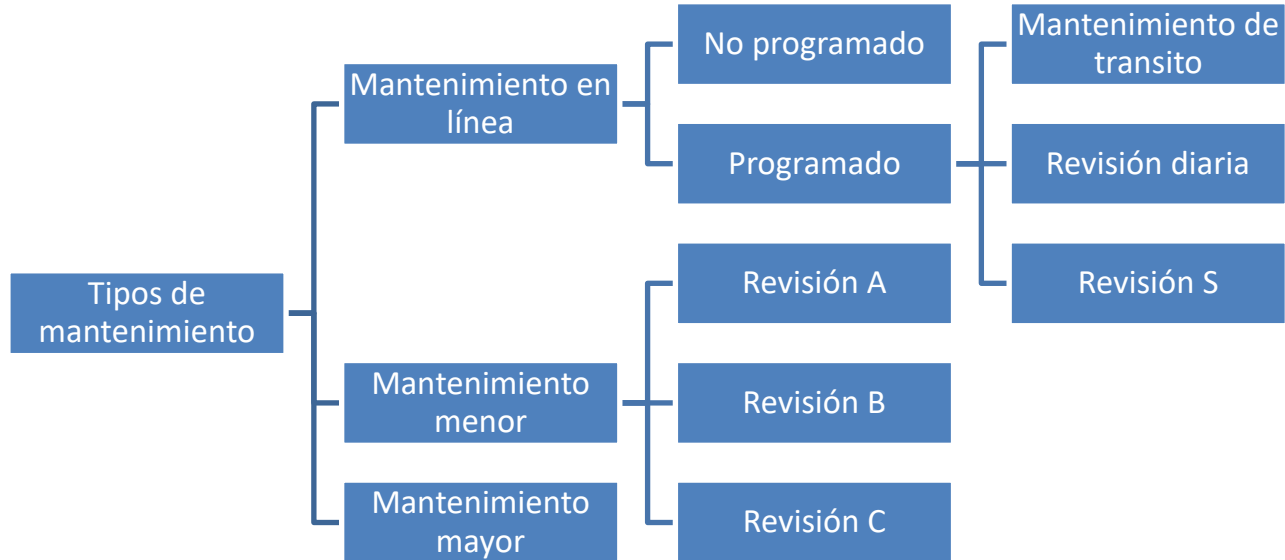 Tipos de
mantenimiento
Mantenimiento en
línea
No programado
Programado
Mantenimiento de
transito
Revisión diaria
Revisión S
Mantenimiento
menor
Revisión A
Revisión B
Revisión C
Mantenimiento
mayor